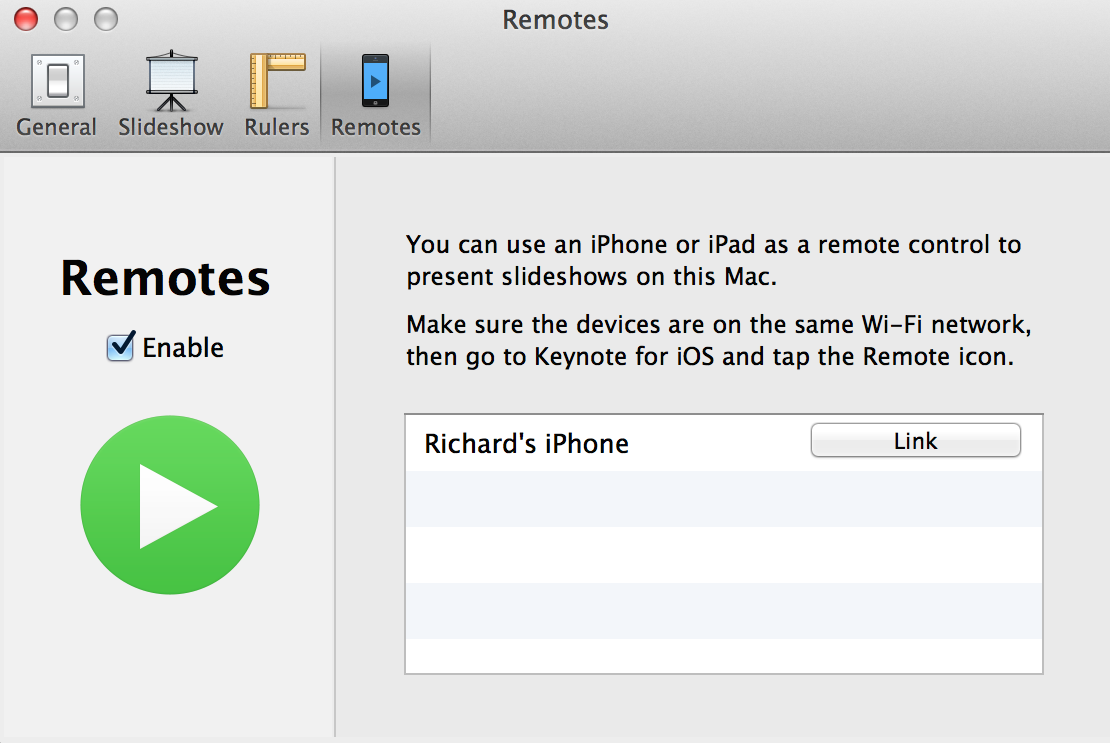 Remotes
General Slideshow Rulers Remotes
Remotes
Enable
You can use an iPhone or iPad as a remote control to
present slideshows on this Mac.
Make sure the devices are on the same Wi-Fi network,
then go to Keynote for iOS and tap the Remote icon.
Richard's iPhone Link